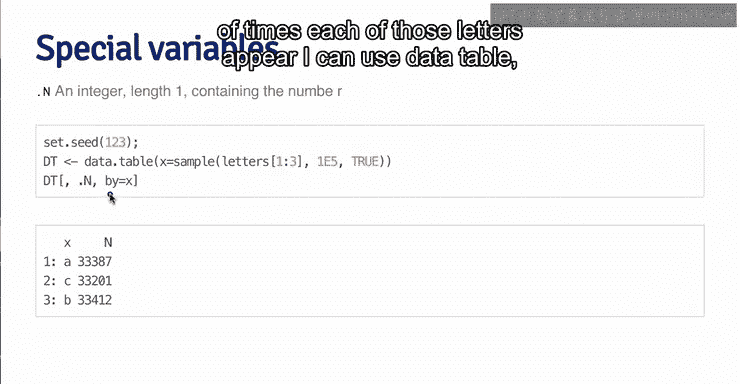 of times each of those letters
appear I can use data table,
Special variables
.N An integer, length 1, containing the numbe r
set.seed(123);
DT <- data.table(x=sample(letters[1:3], 1E5, TRUE))
DT[, .N, by=x]
x N
1: a 33387
2: c 33201
3: b 33412